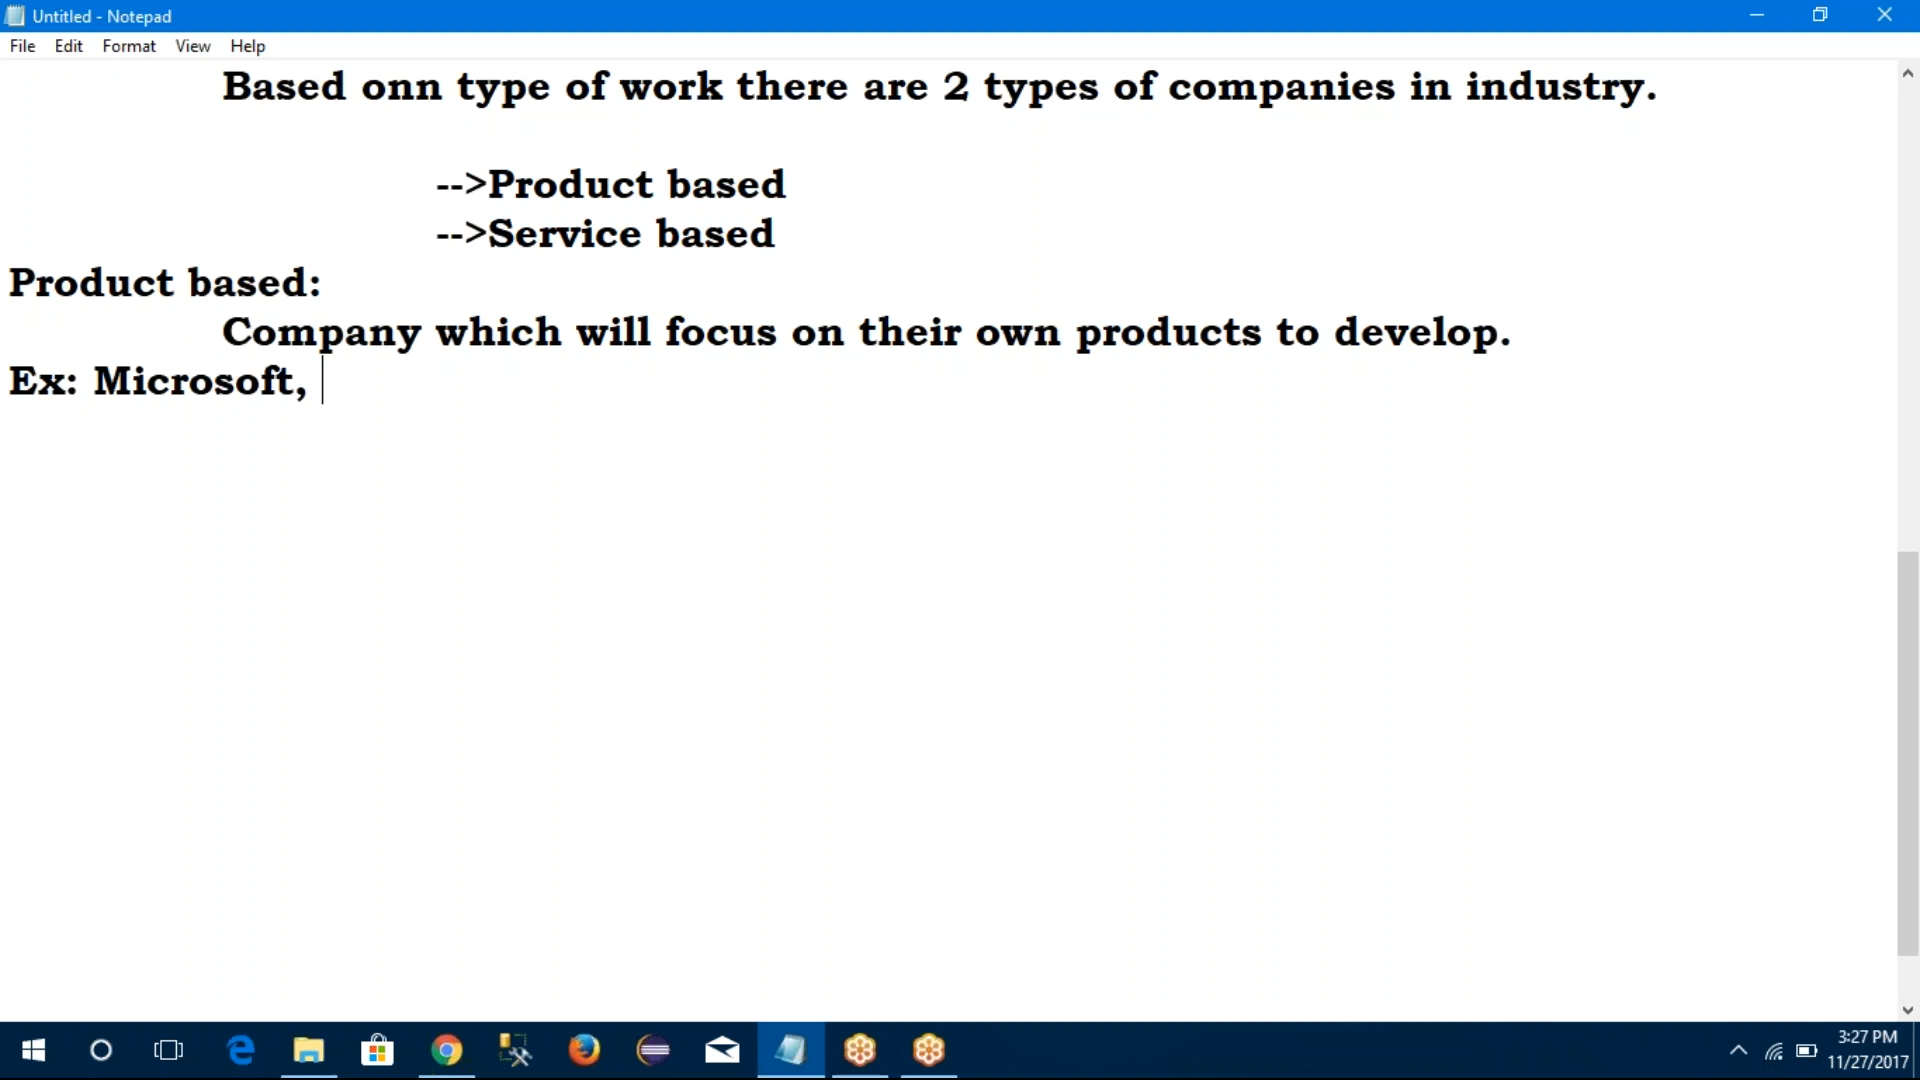 Untitled - Notepad
File Edit Format View Help
Based onn type of work there are 2 types of companies in industry.
-->Product based
-->Service based
Product based:
Company which will focus on their own products to develop.
Ex: Microsoft,
3:27 PM
11/27/2017